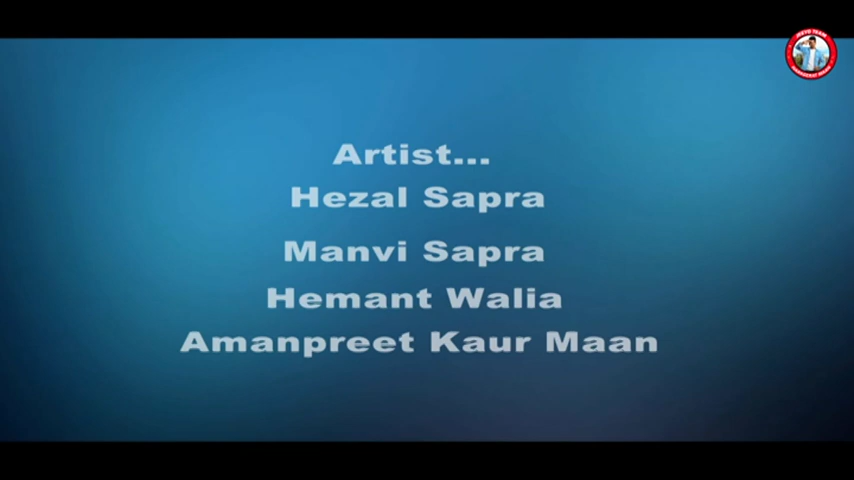 Artist...
Hezal Sapra
Manvi Sapra
Hemant Walia
Amanpreet Kaur Maan